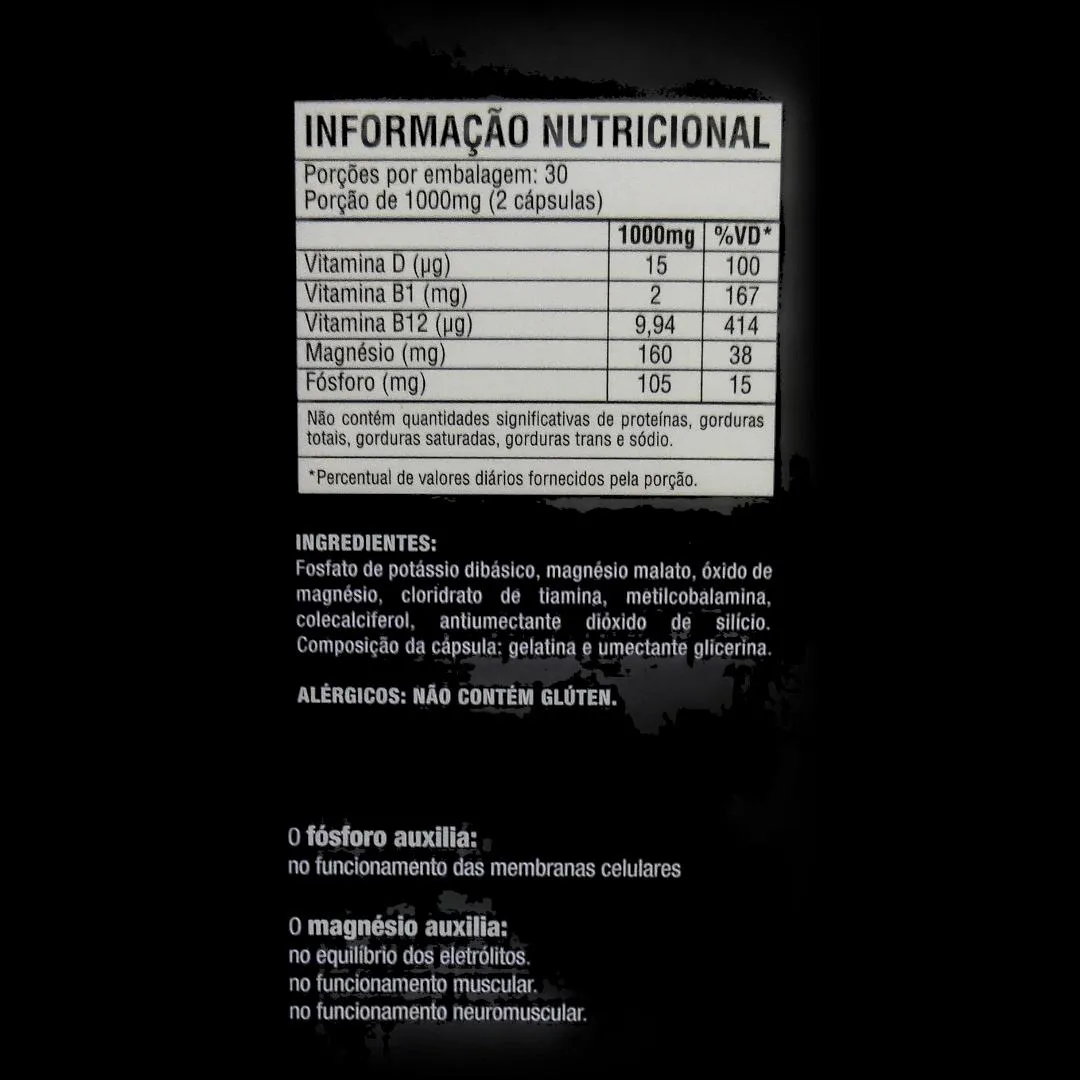 INFORMAÇÃO NUTRICIONAL
Porções por embalagem: 30
Porção de 1000mg (2 cápsulas)
1000mg %VD*
Vitamina D (µg) 15 100
Vitamina B1 (mg) 2 167
Vitamina B12 (µg) 9,94 414
Magnésio (mg) 160 38
Fósforo (mg) 105 15
Não contém quantidades significativas de proteínas, gorduras
totais, gorduras saturadas, gorduras trans e sódio.
*Percentual de valores diários fornecidos pela porção.
INGREDIENTES:
Fosfato de potássio dibásico, magnésio malato, óxido de
magnésio, cloridrato de tiamina, metilcobalamina,
colecalciferol, antiumectante dióxido de silício.
Composição da cápsula: gelatina e umectante glicerina.
ALÉRGICOS: NÃO CONTÉM GLÚTEN.
O fósforo auxilia:
no funcionamento das membranas celulares
O magnésio auxilia:
no equilíbrio dos eletrólitos.
no funcionamento muscular.
no funcionamento neuromuscular.